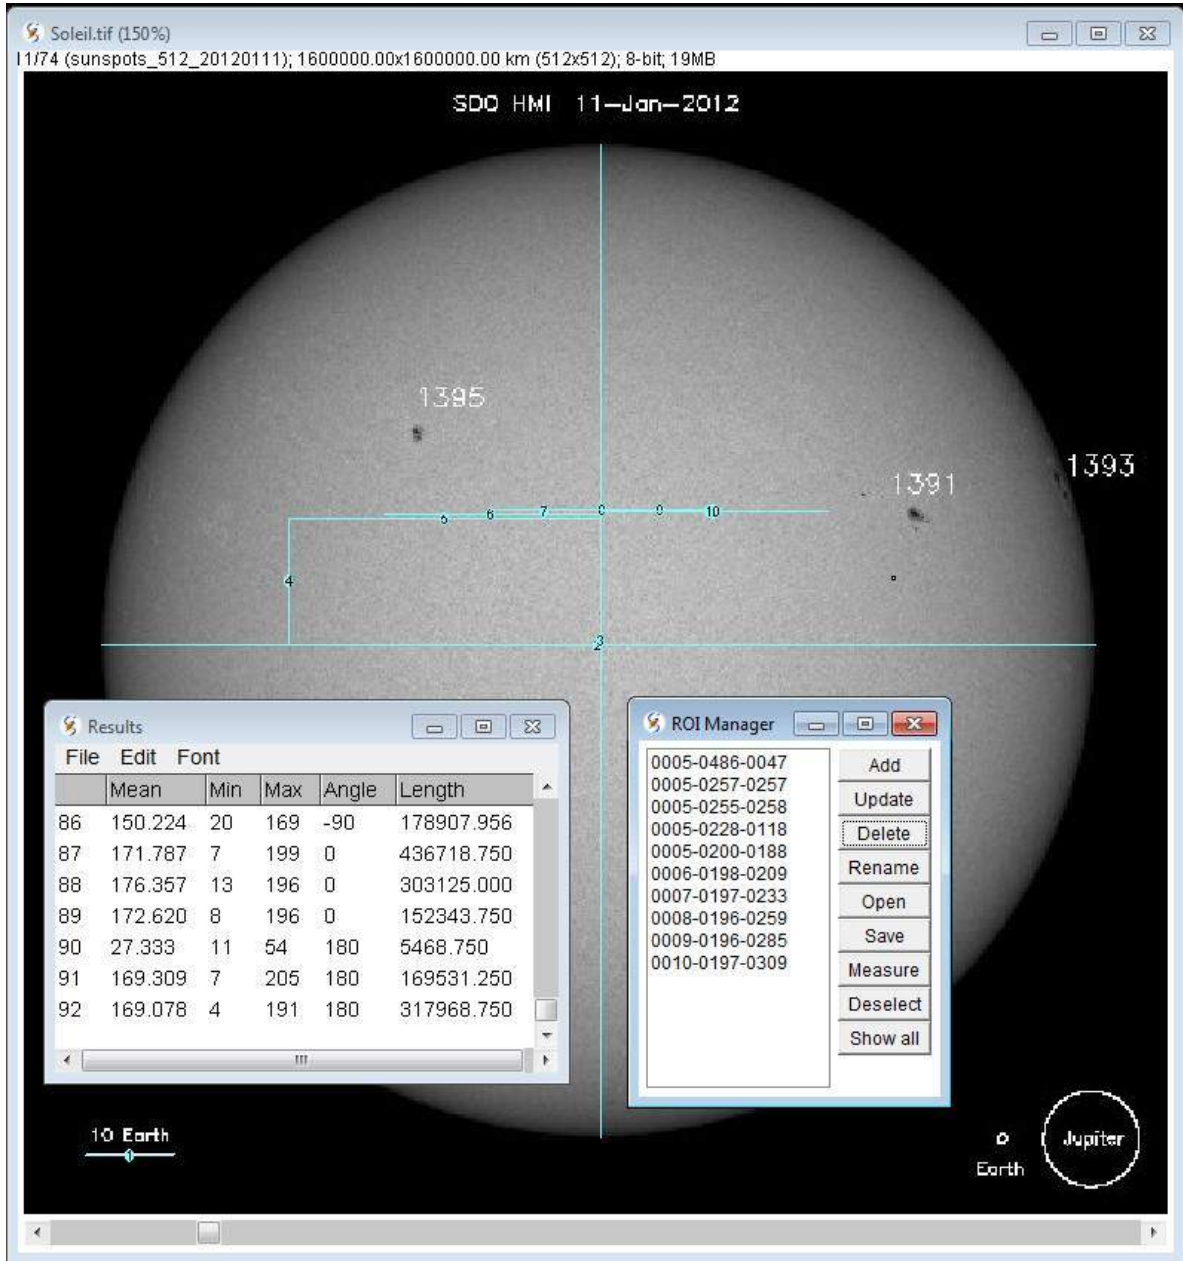 Soleil.tif (150%)
11/74 (sunspots_512_20120111); 1600000.00x1600000.00 km (512x512); 8-bit; 19MB
SDO HMI 11-Jan-2012
1395
1393
1391
5 6 7 8 9 10
4
3
2
Results
File Edit Font
Mean Min Max Angle Length
86 150.224 20 169 -90 178907.956
87 171.787 7 199 0 436718.750
88 176.357 13 196 0 303125.000
89 172.620 8 196 0 152343.750
90 27.333 11 54 180 5468.750
91 169.309 7 205 180 169531.250
92 169.078 4 191 180 317968.750
ROI Manager
0005-0486-0047
0005-0257-0257
0005-0255-0258
0005-0228-0118
0005-0200-0188
0006-0198-0209
0007-0197-0233
0008-0196-0259
0009-0196-0285
0010-0197-0309
Add
Update
Delete
Rename
Open
Save
Measure
Deselect
Show all
10 Earth
1
Earth
Jupiter